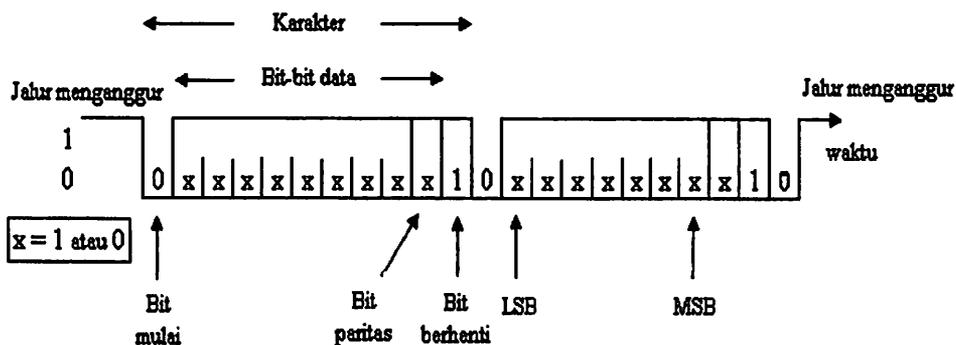 Karakter
Bit-bit data
Jalur menganggur
Jalur menganggur
1
waktu
0
0 x x x x x x x x x 1 0 x x x x x x x x 1 0
x = 1 atau 0
Bit mulai
Bit paritas
Bit berhenti
LSB
MSB